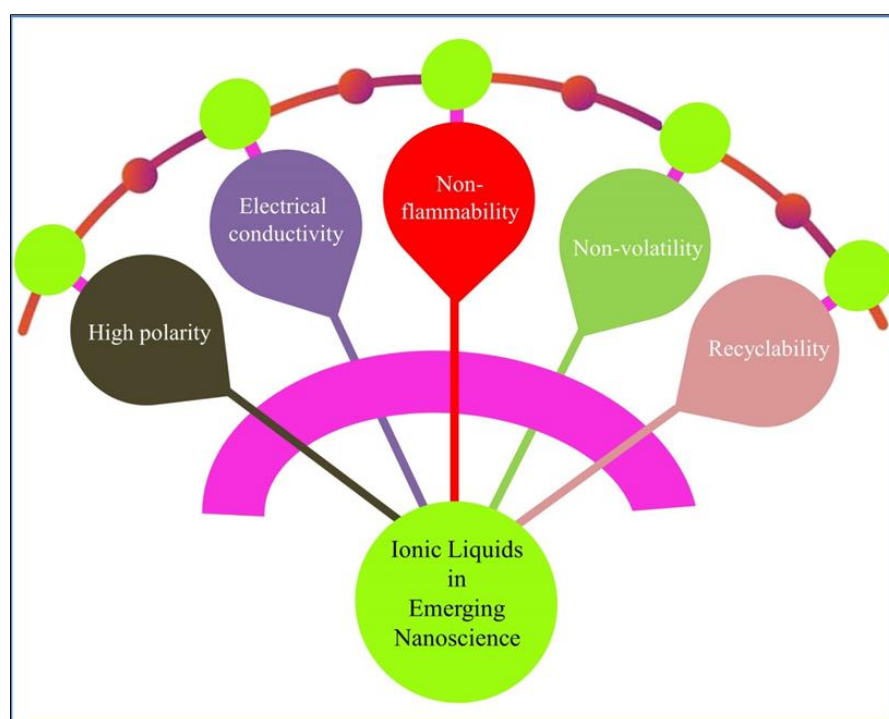 High polarity
Electrical
conductivity
Non-
flammability
Non-volatility
Recyclability
Ionic Liquids
in
Emerging
Nanoscience